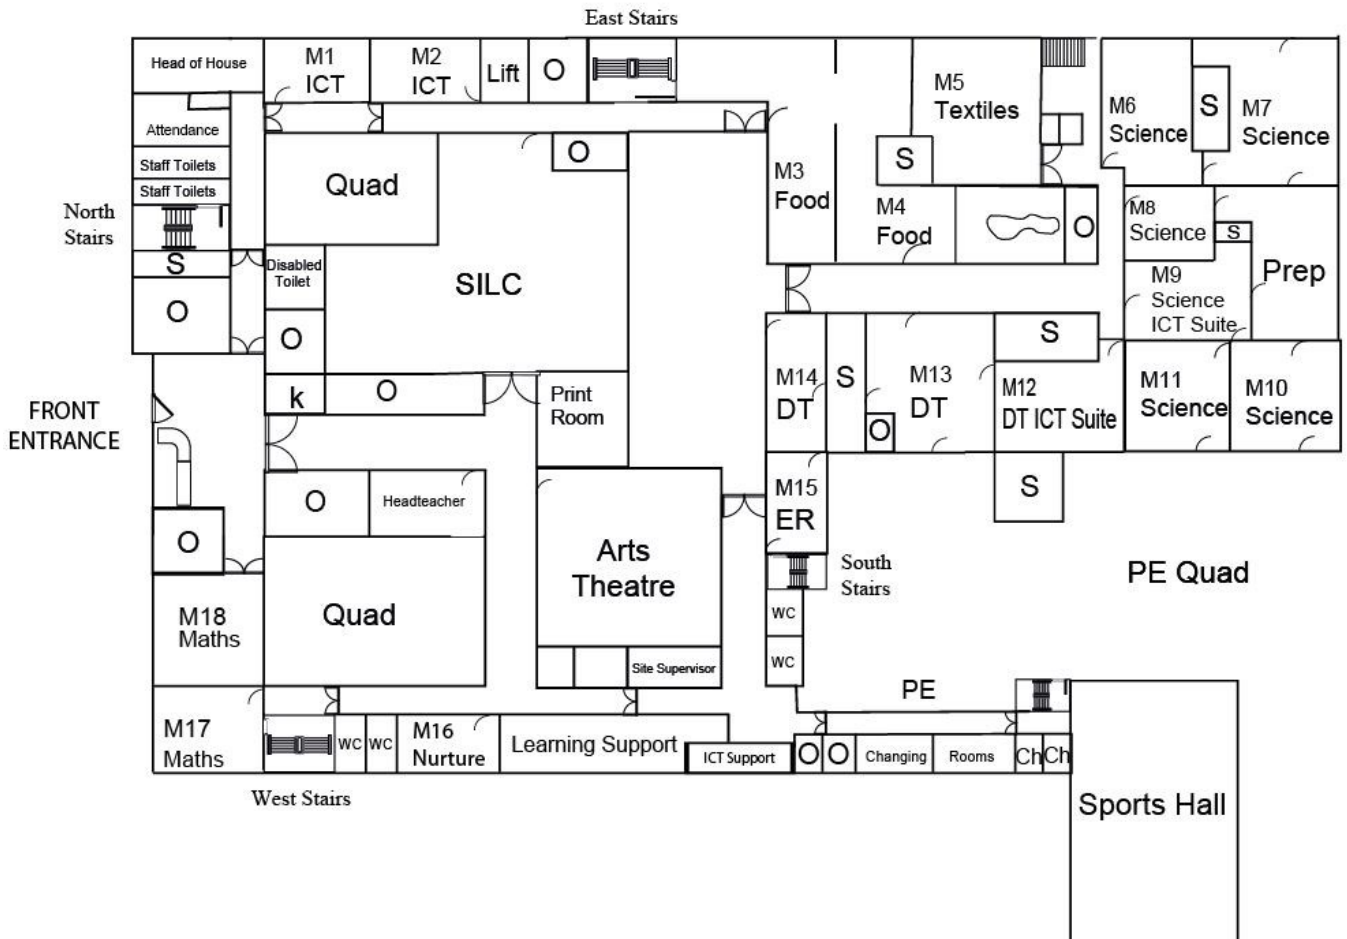 East Stairs
Head of House
M1
ICT
M2
ICT
Lift
O
M5
Textiles
M6
Science
S
M7
Science
Attendance
Staff Toilets
Staff Toilets
Quad
O
M3
Food
S
M4
Food
O
M8
Science
S
North
Stairs
S
O
Disabled
Toilet
SILC
M9
Science
ICT Suite
Prep
O
k
O
Print
Room
M14
DT
S
M13
DT
O
S
M12
DT ICT Suite
M11
Science
M10
Science
FRONT
ENTRANCE
O
Headteacher
M15
ER
S
O
Arts
Theatre
South
Stairs
PE Quad
M18
Maths
Quad
WC
WC
Site Supervisor
PE
M17
Maths
WC
WC
M16
Nurture
Learning Support
ICT Support
O
O
Changing
Rooms
Ch
Ch
West Stairs
Sports Hall